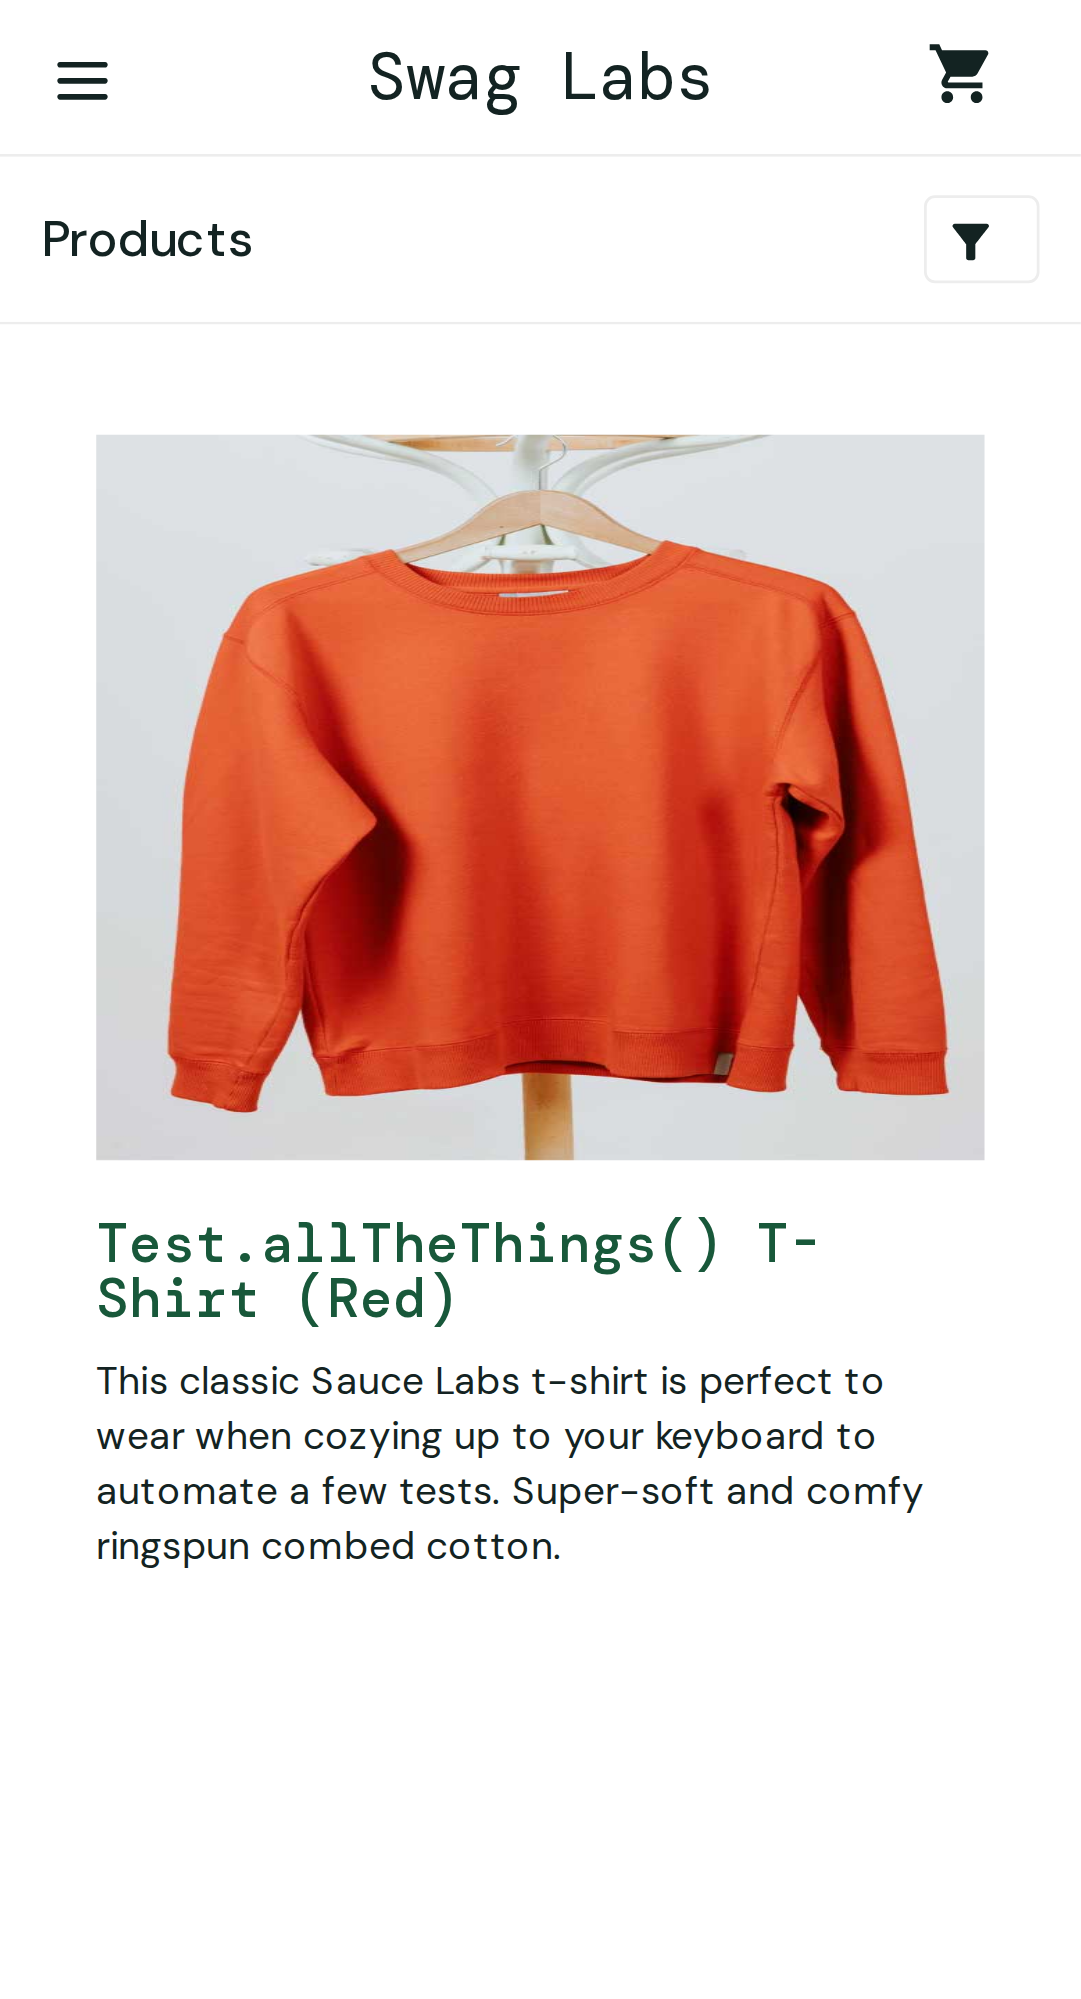 Swag Labs
Products
Test.allTheThings() T-
Shirt (Red)
This classic Sauce Labs t-shirt is perfect to
wear when cozying up to your keyboard to
automate a few tests. Super-soft and comfy
ringspun combed cotton.